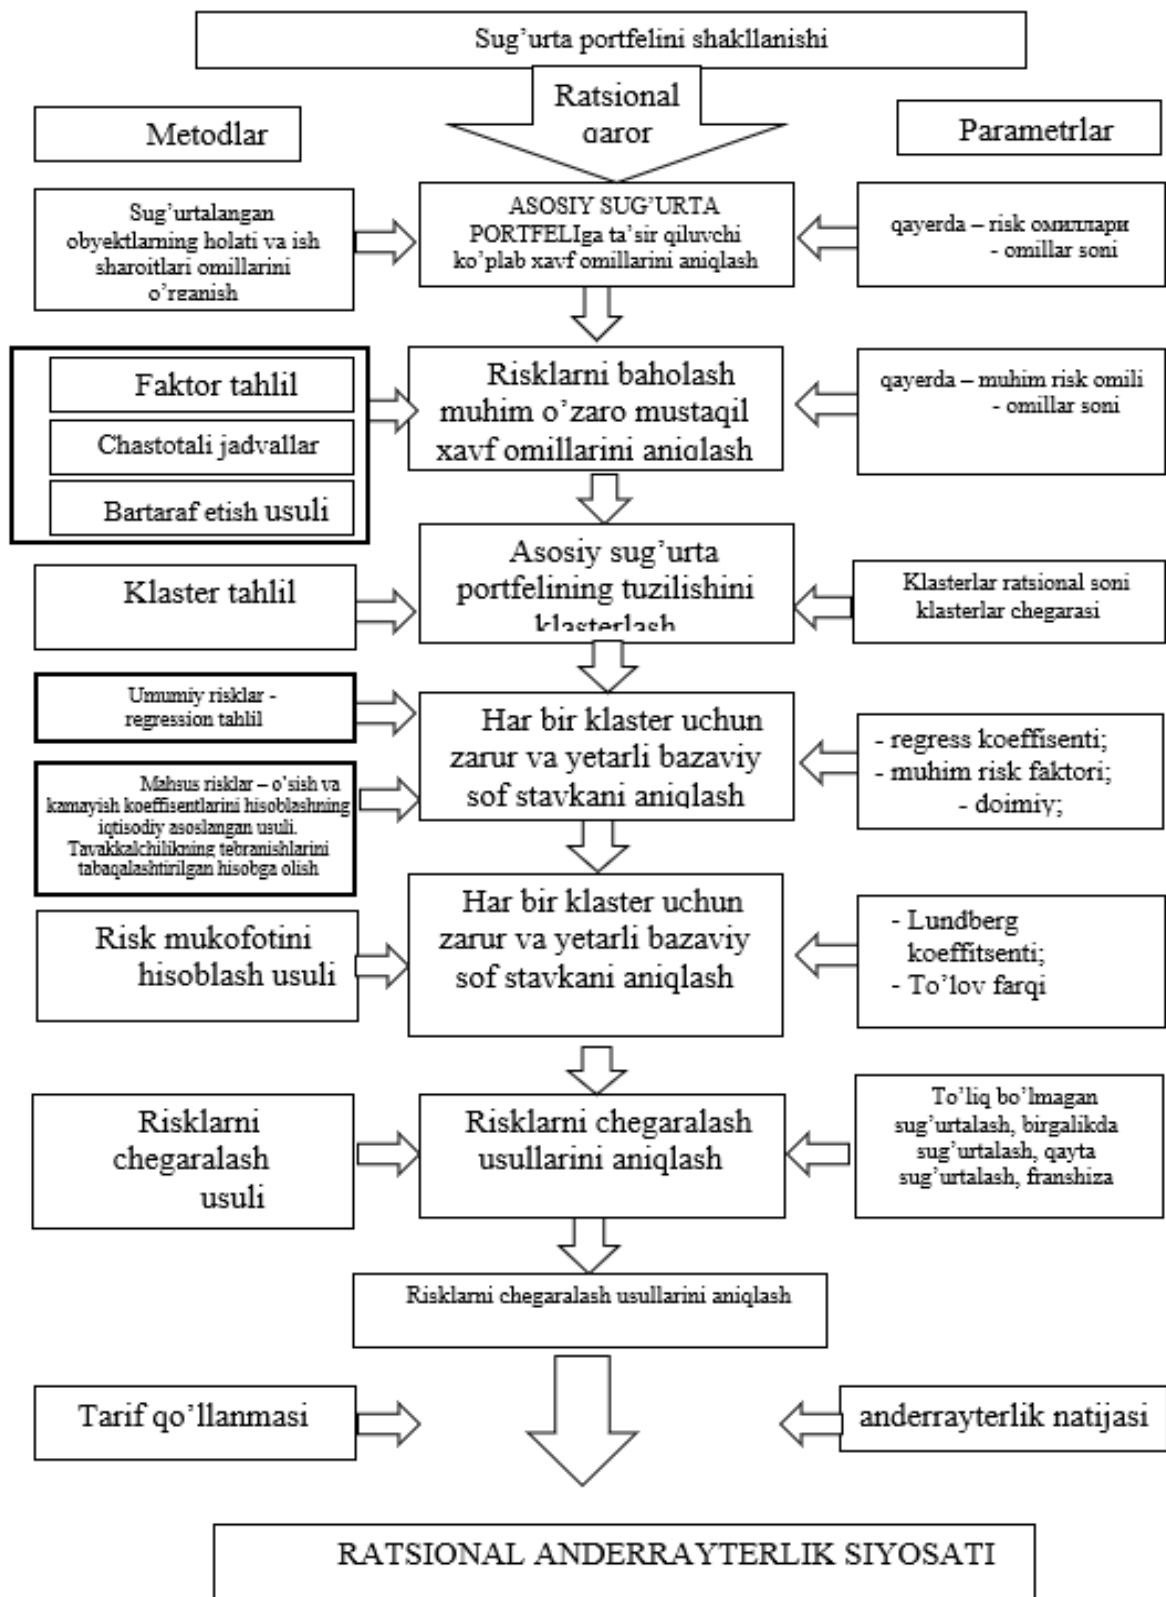 Sug’urta portfelini shakllanishi
Ratsional
qaror
Metodlar
Parametrlar
Sug’urtalangan
obyektlarning holati va ish
sharoitlari omillarini
o’rganish
ASOSIY SUG’URTA
PORTFELIga ta’sir qiluvchi
ko’plab xavf omillarini aniqlash
qayerda – risk омиллари
- omillar soni
Faktor tahlil
Chastotali jadvallar
Bartaraf etish usuli
Risklarni baholash
muhim o’zaro mustaqil
xavf omillarini aniqlash
qayerda – muhim risk omili
- omillar soni
Klaster tahlil
Asosiy sug’urta
portfelining tuzilishini
klasterlash
Klasterlar ratsional soni
klasterlar chegarasi
Umumiy risklar -
regression tahlil
Mahsus risklar – o’sish va
kamayish koeffisentlarini hisoblashning
iqtisodiy asoslangan usuli.
Tavakkalchilikning tebranishlarini
tabaqalashtirilgan hisobga olish
Har bir klaster uchun
zarur va yetarli bazaviy
sof stavkani aniqlash
- regress koeffisenti;
- muhim risk faktori;
- doimiy;
Risk mukofotini
hisoblash usuli
Har bir klaster uchun
zarur va yetarli bazaviy
sof stavkani aniqlash
- Lundberg
koeffitsenti;
- To’lov farqi
Risklarni
chegaralash
usuli
Risklarni chegaralash
usullarini aniqlash
To’liq bo’lmagan
sug’urtalash, birgalikda
sug’urtalash, qayta
sug’urtalash, franshiza
Risklarni chegaralash usullarini aniqlash
Tarif qo’llanmasi
anderrayterlik natijasi
RATSIONAL ANDERRAYTERLIK SIYOSATI